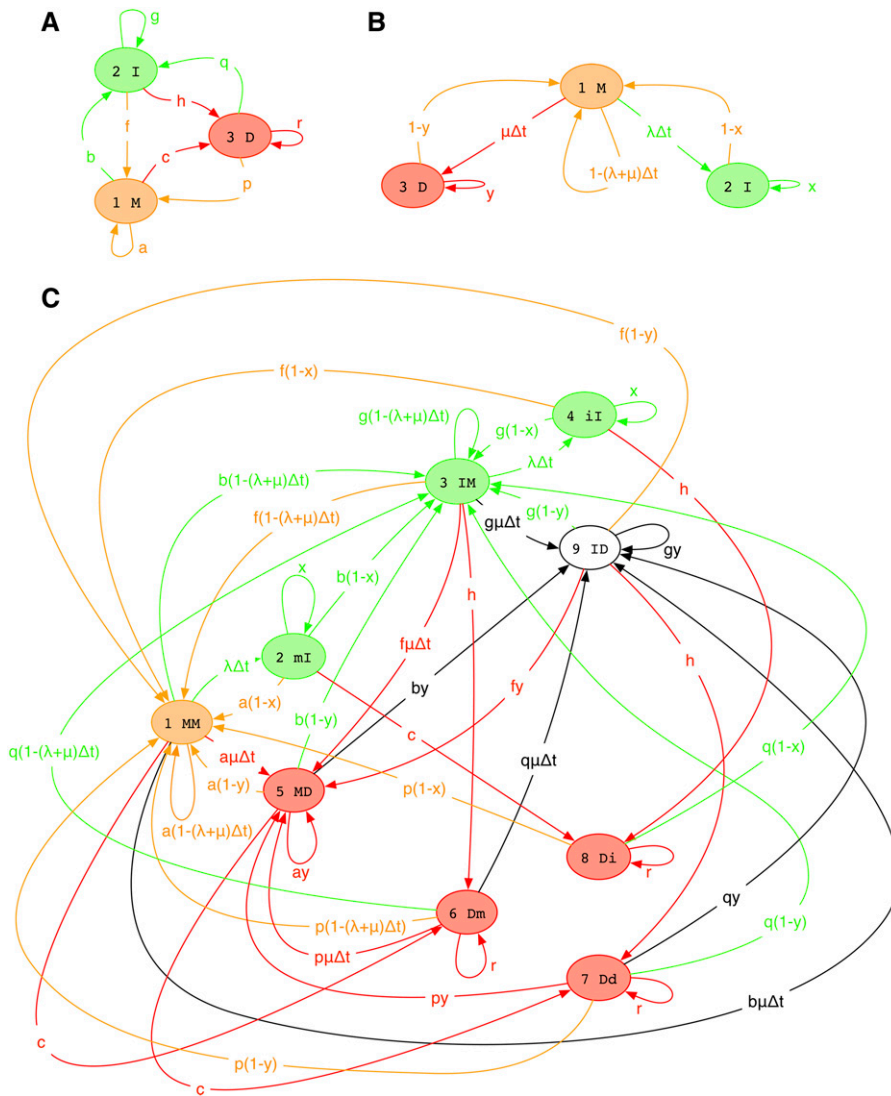 A
g
2 I
q
h
f
b
r
3 D
c
p
1 M
a
B
1 M
1-y
μΔt
λΔt
1-x
1-(λ+μ)Δt
3 D
y
2 I
x
C
f(1-y)
f(1-x)
x
4 iI
g(1-(λ+μ)Δt)
g(1-x)
λΔt
b(1-(λ+μ)Δt)
3 IM
h
f(1-(λ+μ)Δt)
gμΔt
g(1-y)
9 ID
gy
x
b(1-x)
h
2 mI
h
fμΔt
λΔt
by
fy
a(1-x)
1 MM
b(1-y)
c
q(1-(λ+μ)Δt)
aμΔt
qμΔt
q(1-x)
a(1-y)
5 MD
p(1-x)
a(1-(λ+μ)Δt)
8 Di
ay
r
qy
6 Dm
q(1-y)
p(1-(λ+μ)Δt)
pμΔt
r
7 Dd
py
r
bμΔt
c
p(1-y)
c